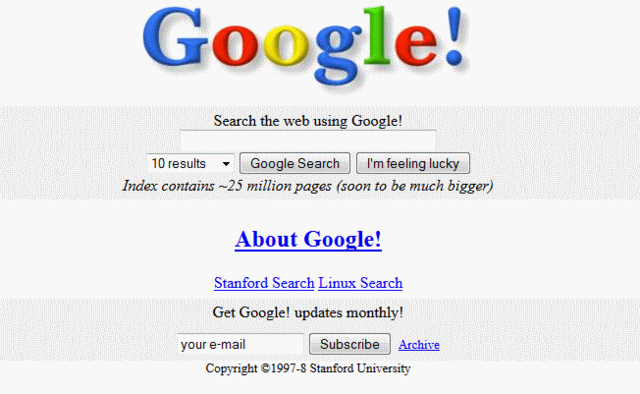 Google!
Search the web using Google!
10 results Google Search I'm feeling lucky
Index contains ~25 million pages (soon to be much bigger)
About Google!
Stanford Search Linux Search
Get Google! updates monthly!
your e-mail Subscribe Archive
Copyright ©1997-8 Stanford University